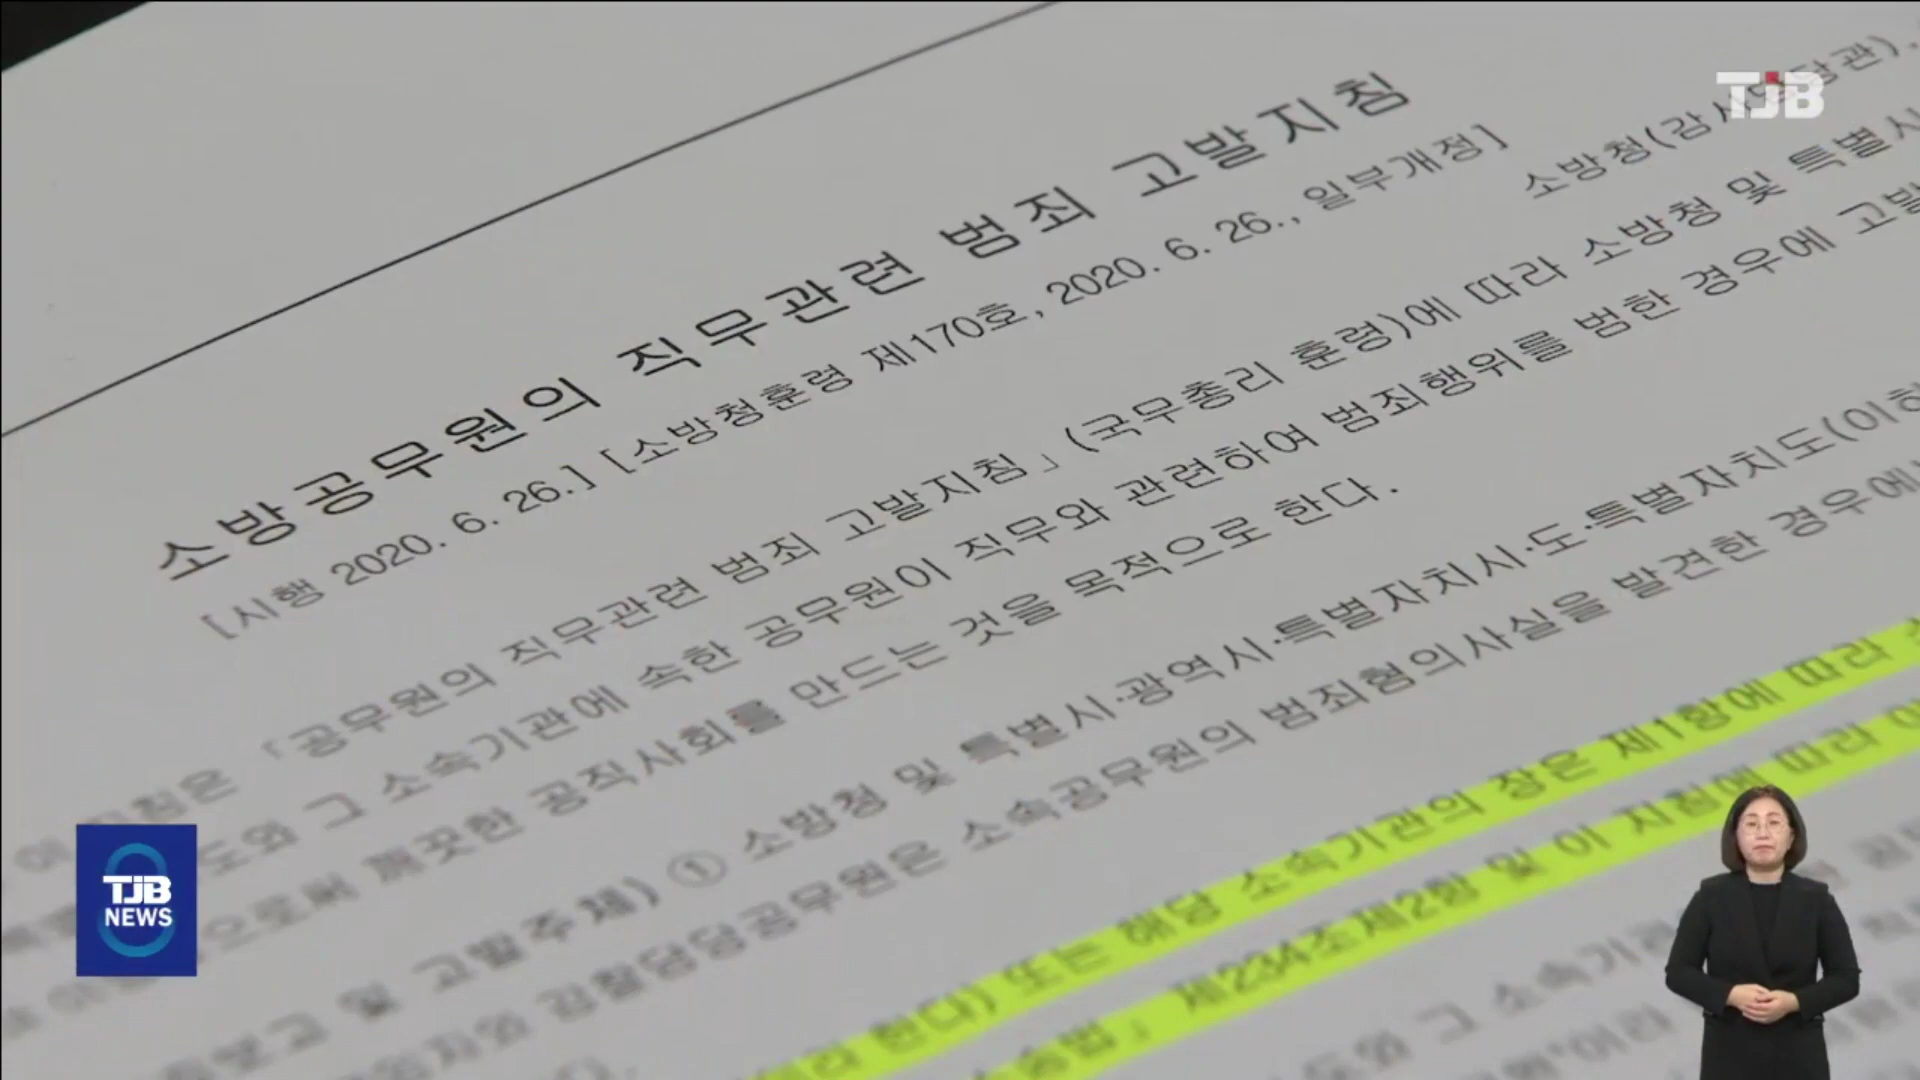 TJB
소방공무원의 직무관련 범죄 고발지침
[시행 2020. 6. 26.] [소방청훈령 제170호, 2020. 6. 26., 일부개정]
소방청(감사담당관),
「공무원의 직무관련 범죄 고발지침」(국무총리 훈령)에 따라 소방청 및 특별시
도와 그 소속기관에 속한 공무원이 직무와 관련하여 범죄행위를 범한 경우에 고발
으로써 깨끗한 공직사회를 만드는 것을 목적으로 한다.
및 고발주체) ① 소방청 및 특별시·광역시·특별자치시·도·특별자치도(이하
감찰담당공무원은 소속공무원의 범죄혐의사실을 발견한 경우에
한다) 또는 해당 소속기관의 장은 제1항에 따라
제234조제2항 및 이 지침에 따라
그 소속기관
TJB
NEWS